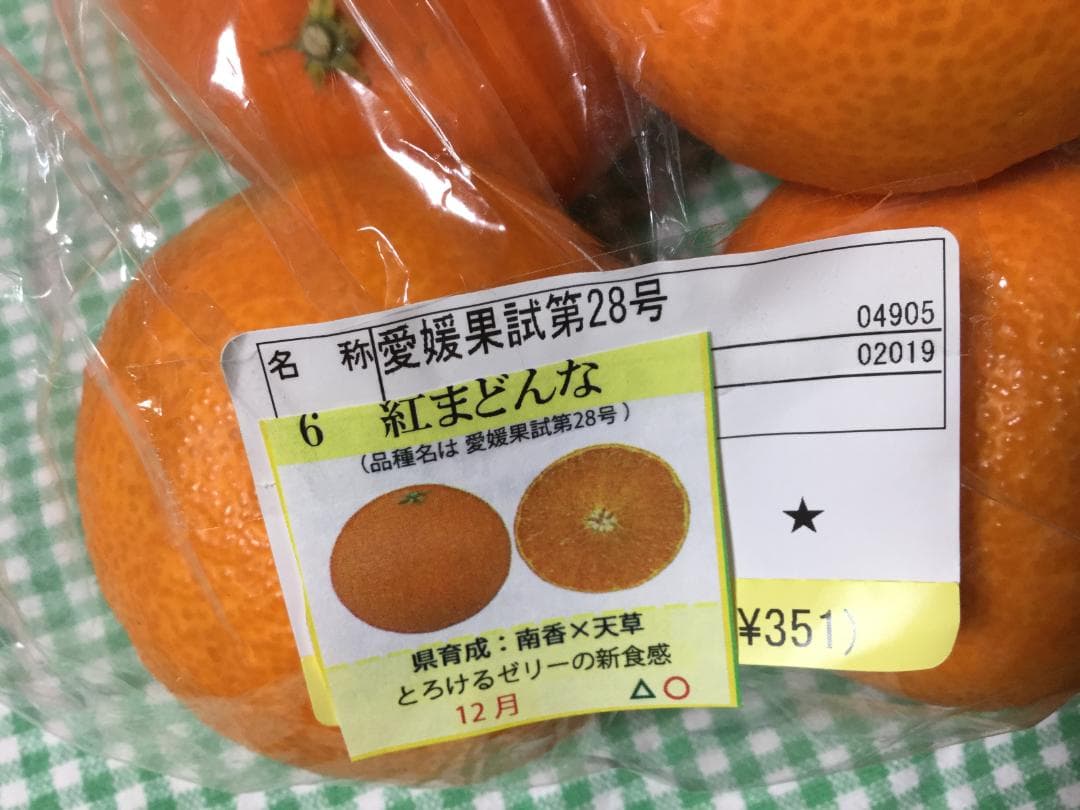 名 称 愛媛果試第28号
04905
02019
6 紅まどんな
（品種名は 愛媛果試第28号）
県育成：南香×天草
とろけるゼリーの新食感
12月 △○
★
¥351)